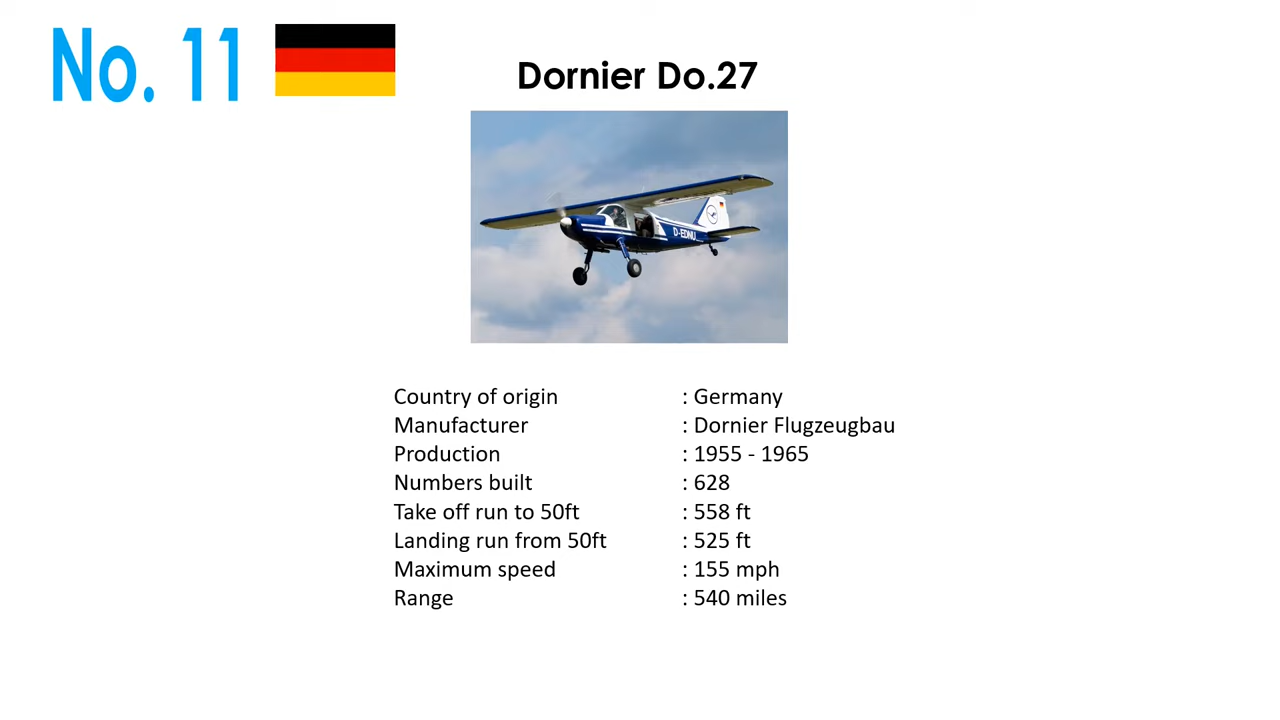 No. 11
Dornier Do.27
D-EDNU
Country of origin : Germany
Manufacturer : Dornier Flugzeugbau
Production : 1955 - 1965
Numbers built : 628
Take off run to 50ft : 558 ft
Landing run from 50ft : 525 ft
Maximum speed : 155 mph
Range : 540 miles